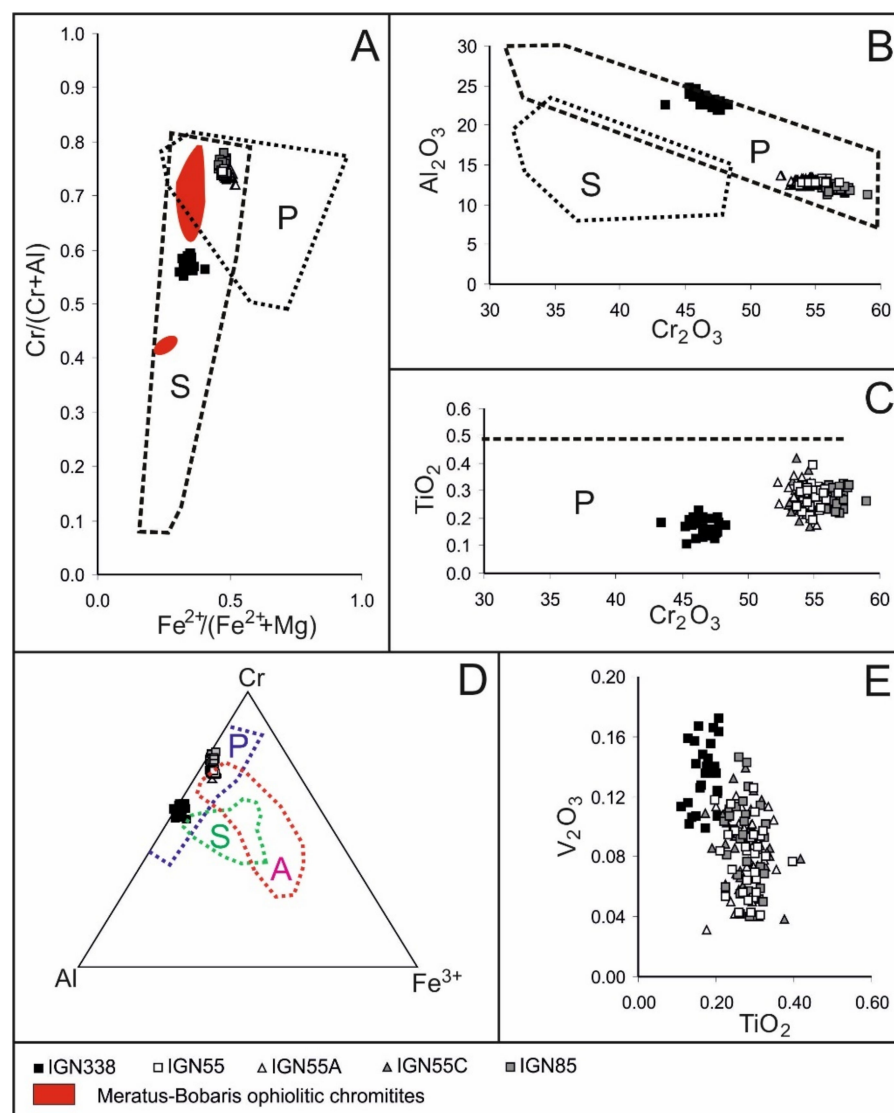 A
1.0
0.9
0.8
0.7
0.6
0.5
0.4
0.3
0.2
0.1
0.0
Cr/(Cr+Al)
P
S
0.0 0.5 1.0
Fe²⁺/(Fe²⁺+Mg)
B
30
25
20
15
10
5
0
Al₂O₃
P
S
30 35 40 45 50 55 60
Cr₂O₃
C
0.6
0.5
0.4
0.3
0.2
0.1
0.0
TiO₂
P
30 35 40 45 50 55 60
Cr₂O₃
D
Cr
P
S
A
Al
Fe³⁺
E
0.20
0.16
0.12
0.08
0.04
0.00
V₂O₃
0.00 0.20 0.40 0.60
TiO₂
IGN338 IGN55 IGN55A IGN55C IGN85
Meratus-Bobaris ophiolitic chromitites